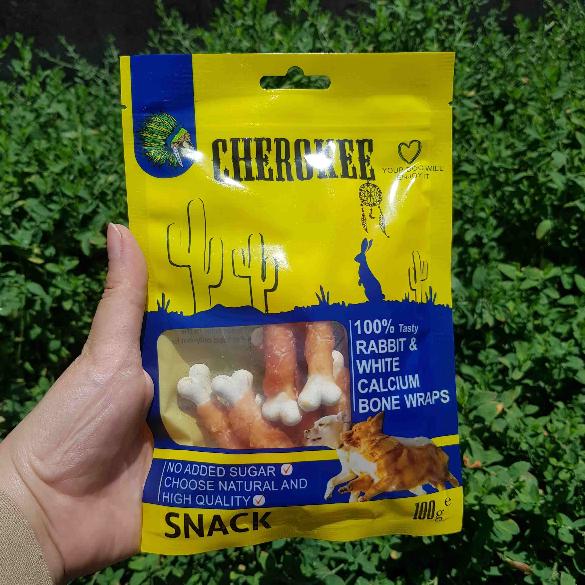 CHEROKEE
YOUR DOG WILL
ENJOY IT
100% Tasty
RABBIT &
WHITE
CALCIUM
BONE WRAPS
NO ADDED SUGAR
CHOOSE NATURAL AND
HIGH QUALITY
SNACK
100g e